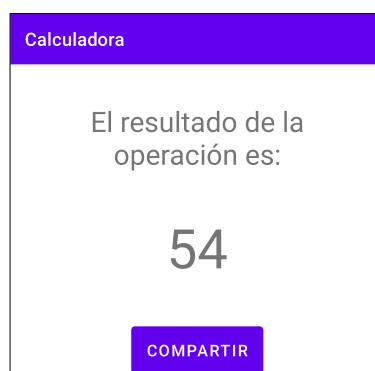 Calculadora
El resultado de la
operación es:
54
COMPARTIR